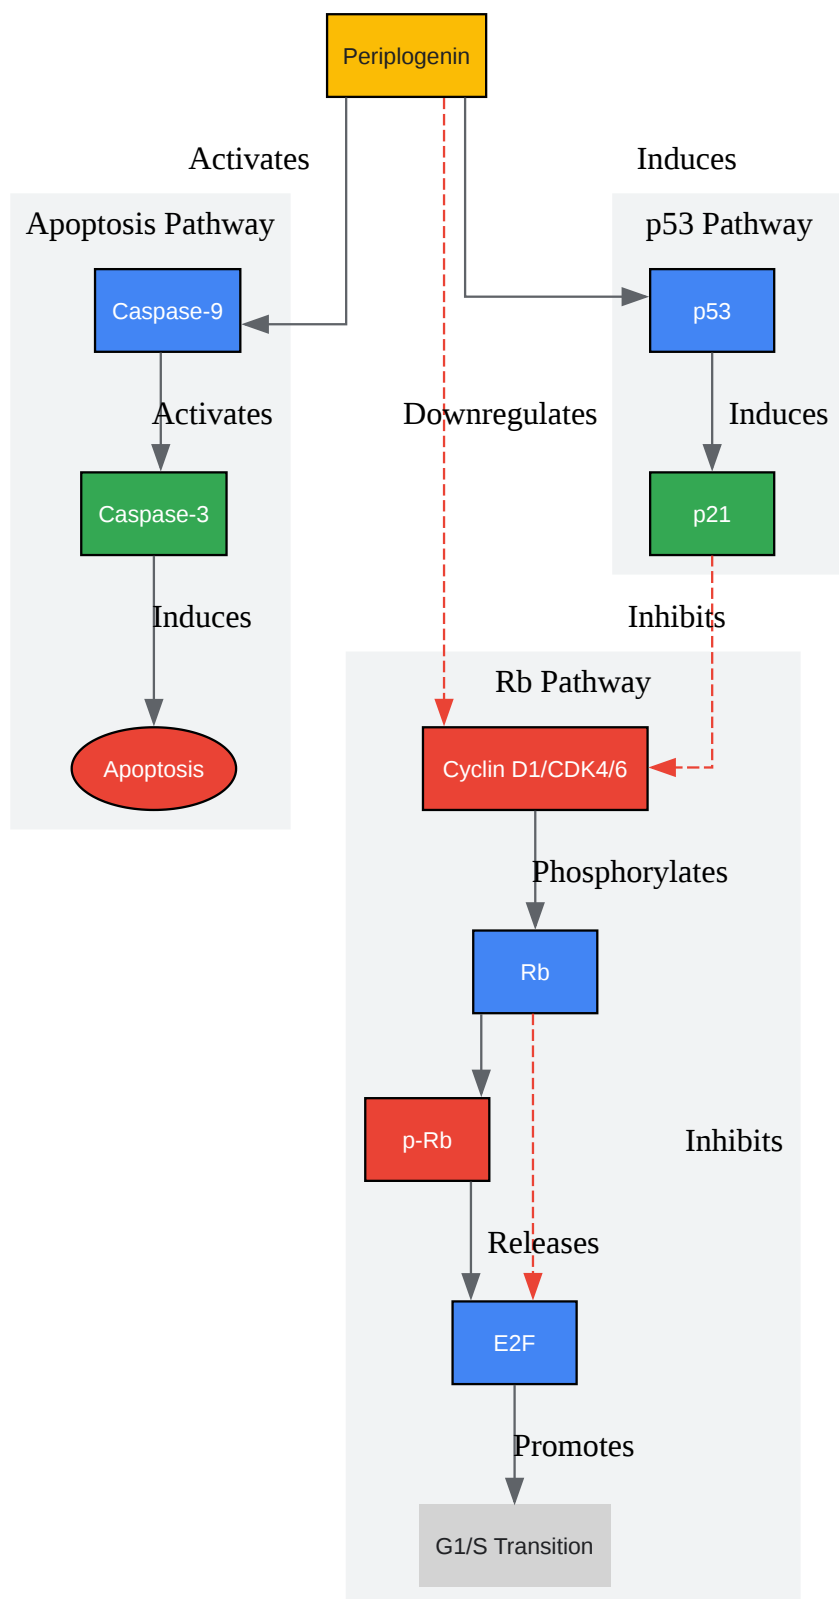 Periplogenin
Activates
Induces
Apoptosis Pathway
p53 Pathway
Caspase-9
p53
Activates
Downregulates
Induces
Caspase-3
p21
Induces
Inhibits
Rb Pathway
Apoptosis
Cyclin D1/CDK4/6
Phosphorylates
Rb
p-Rb
Inhibits
Releases
E2F
Promotes
G1/S Transition